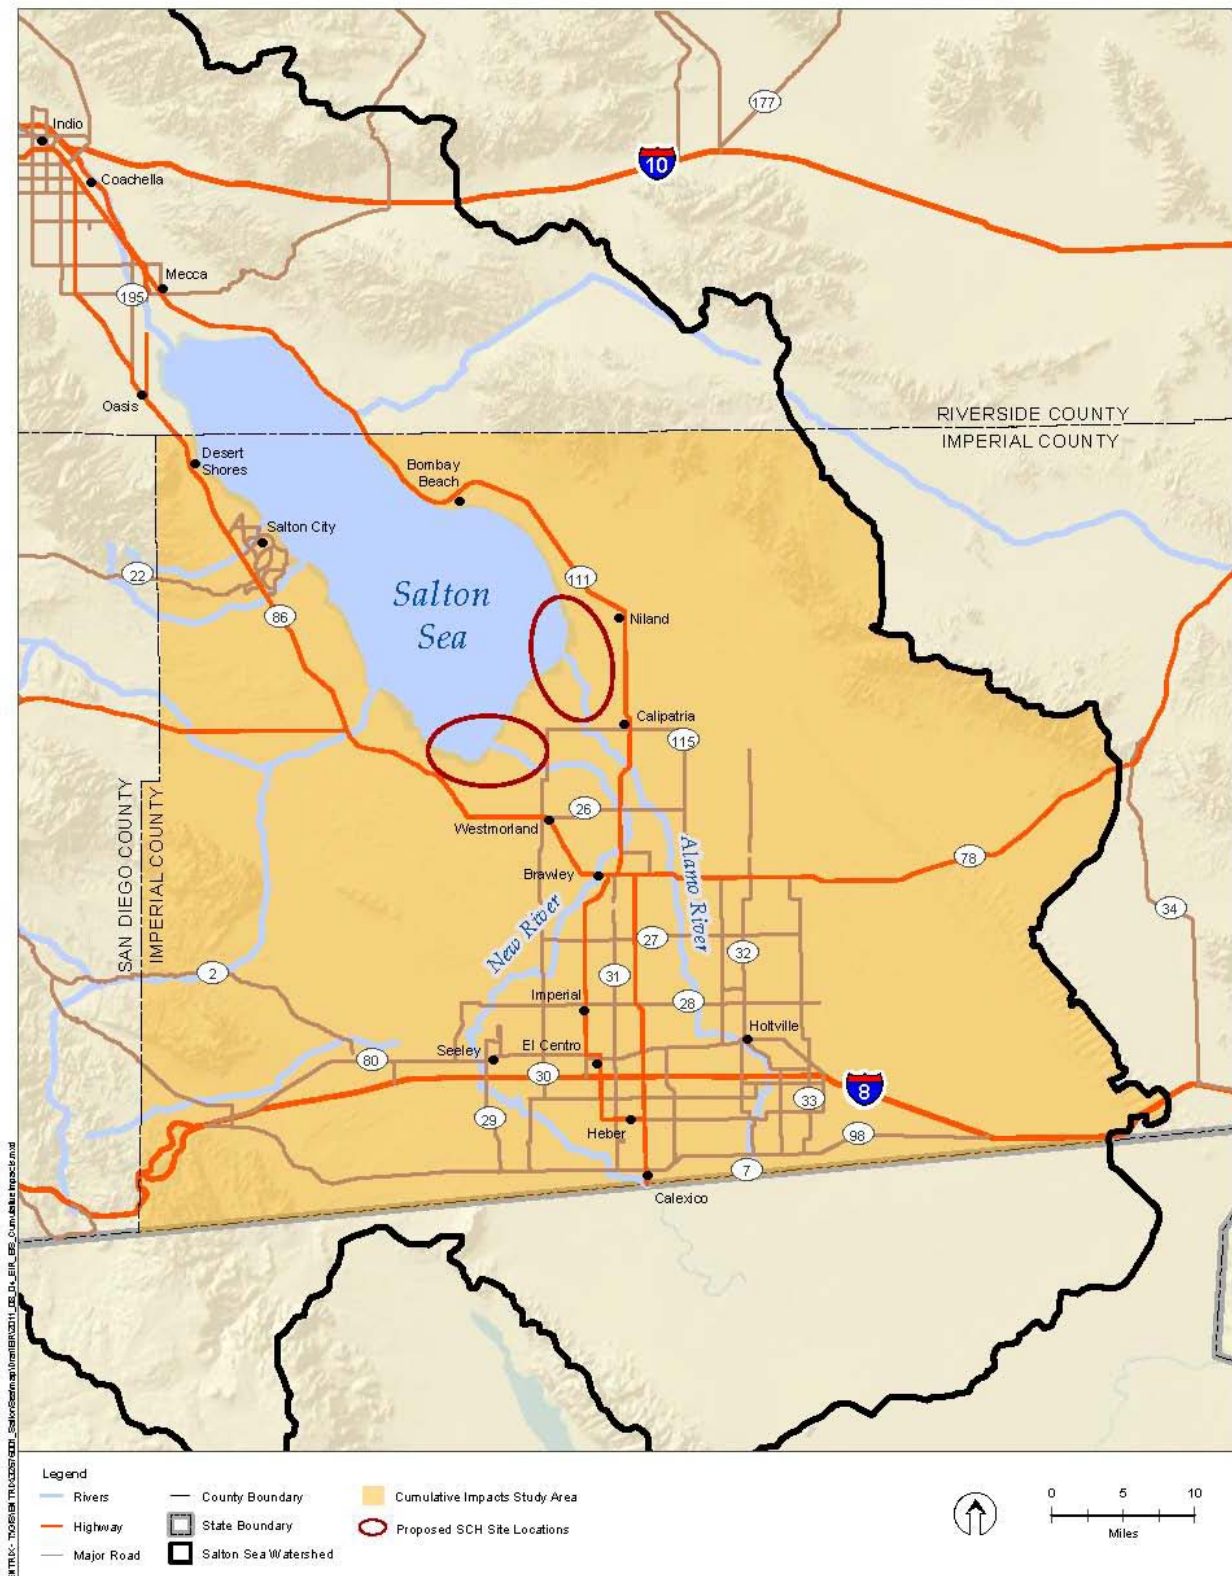 177
10
Indio
Coachella
Mecca
195
Oasis
RIVERSIDE COUNTY
IMPERIAL COUNTY
Desert
Shores
Bombay
Beach
Salton City
22
86
Salton
Sea
111
Niland
Calipatria
115
SAN DIEGO COUNTY
IMPERIAL COUNTY
26
Westmorland
Alamo River
78
Brawley
34
New River
27
32
2
31
Imperial
28
Holtville
El Centro
Seeley
80
30
8
29
33
Heber
98
7
Calexico
Legend
Rivers
Highway
Major Road
County Boundary
State Boundary
Salton Sea Watershed
Cumulative Impacts Study Area
Proposed SCH Site Locations
0 5 10
Miles